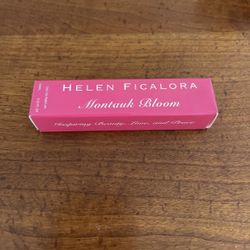 HELEN FICALORA
Montauk Bloom
Inspiring Beauty, Love, and Peace